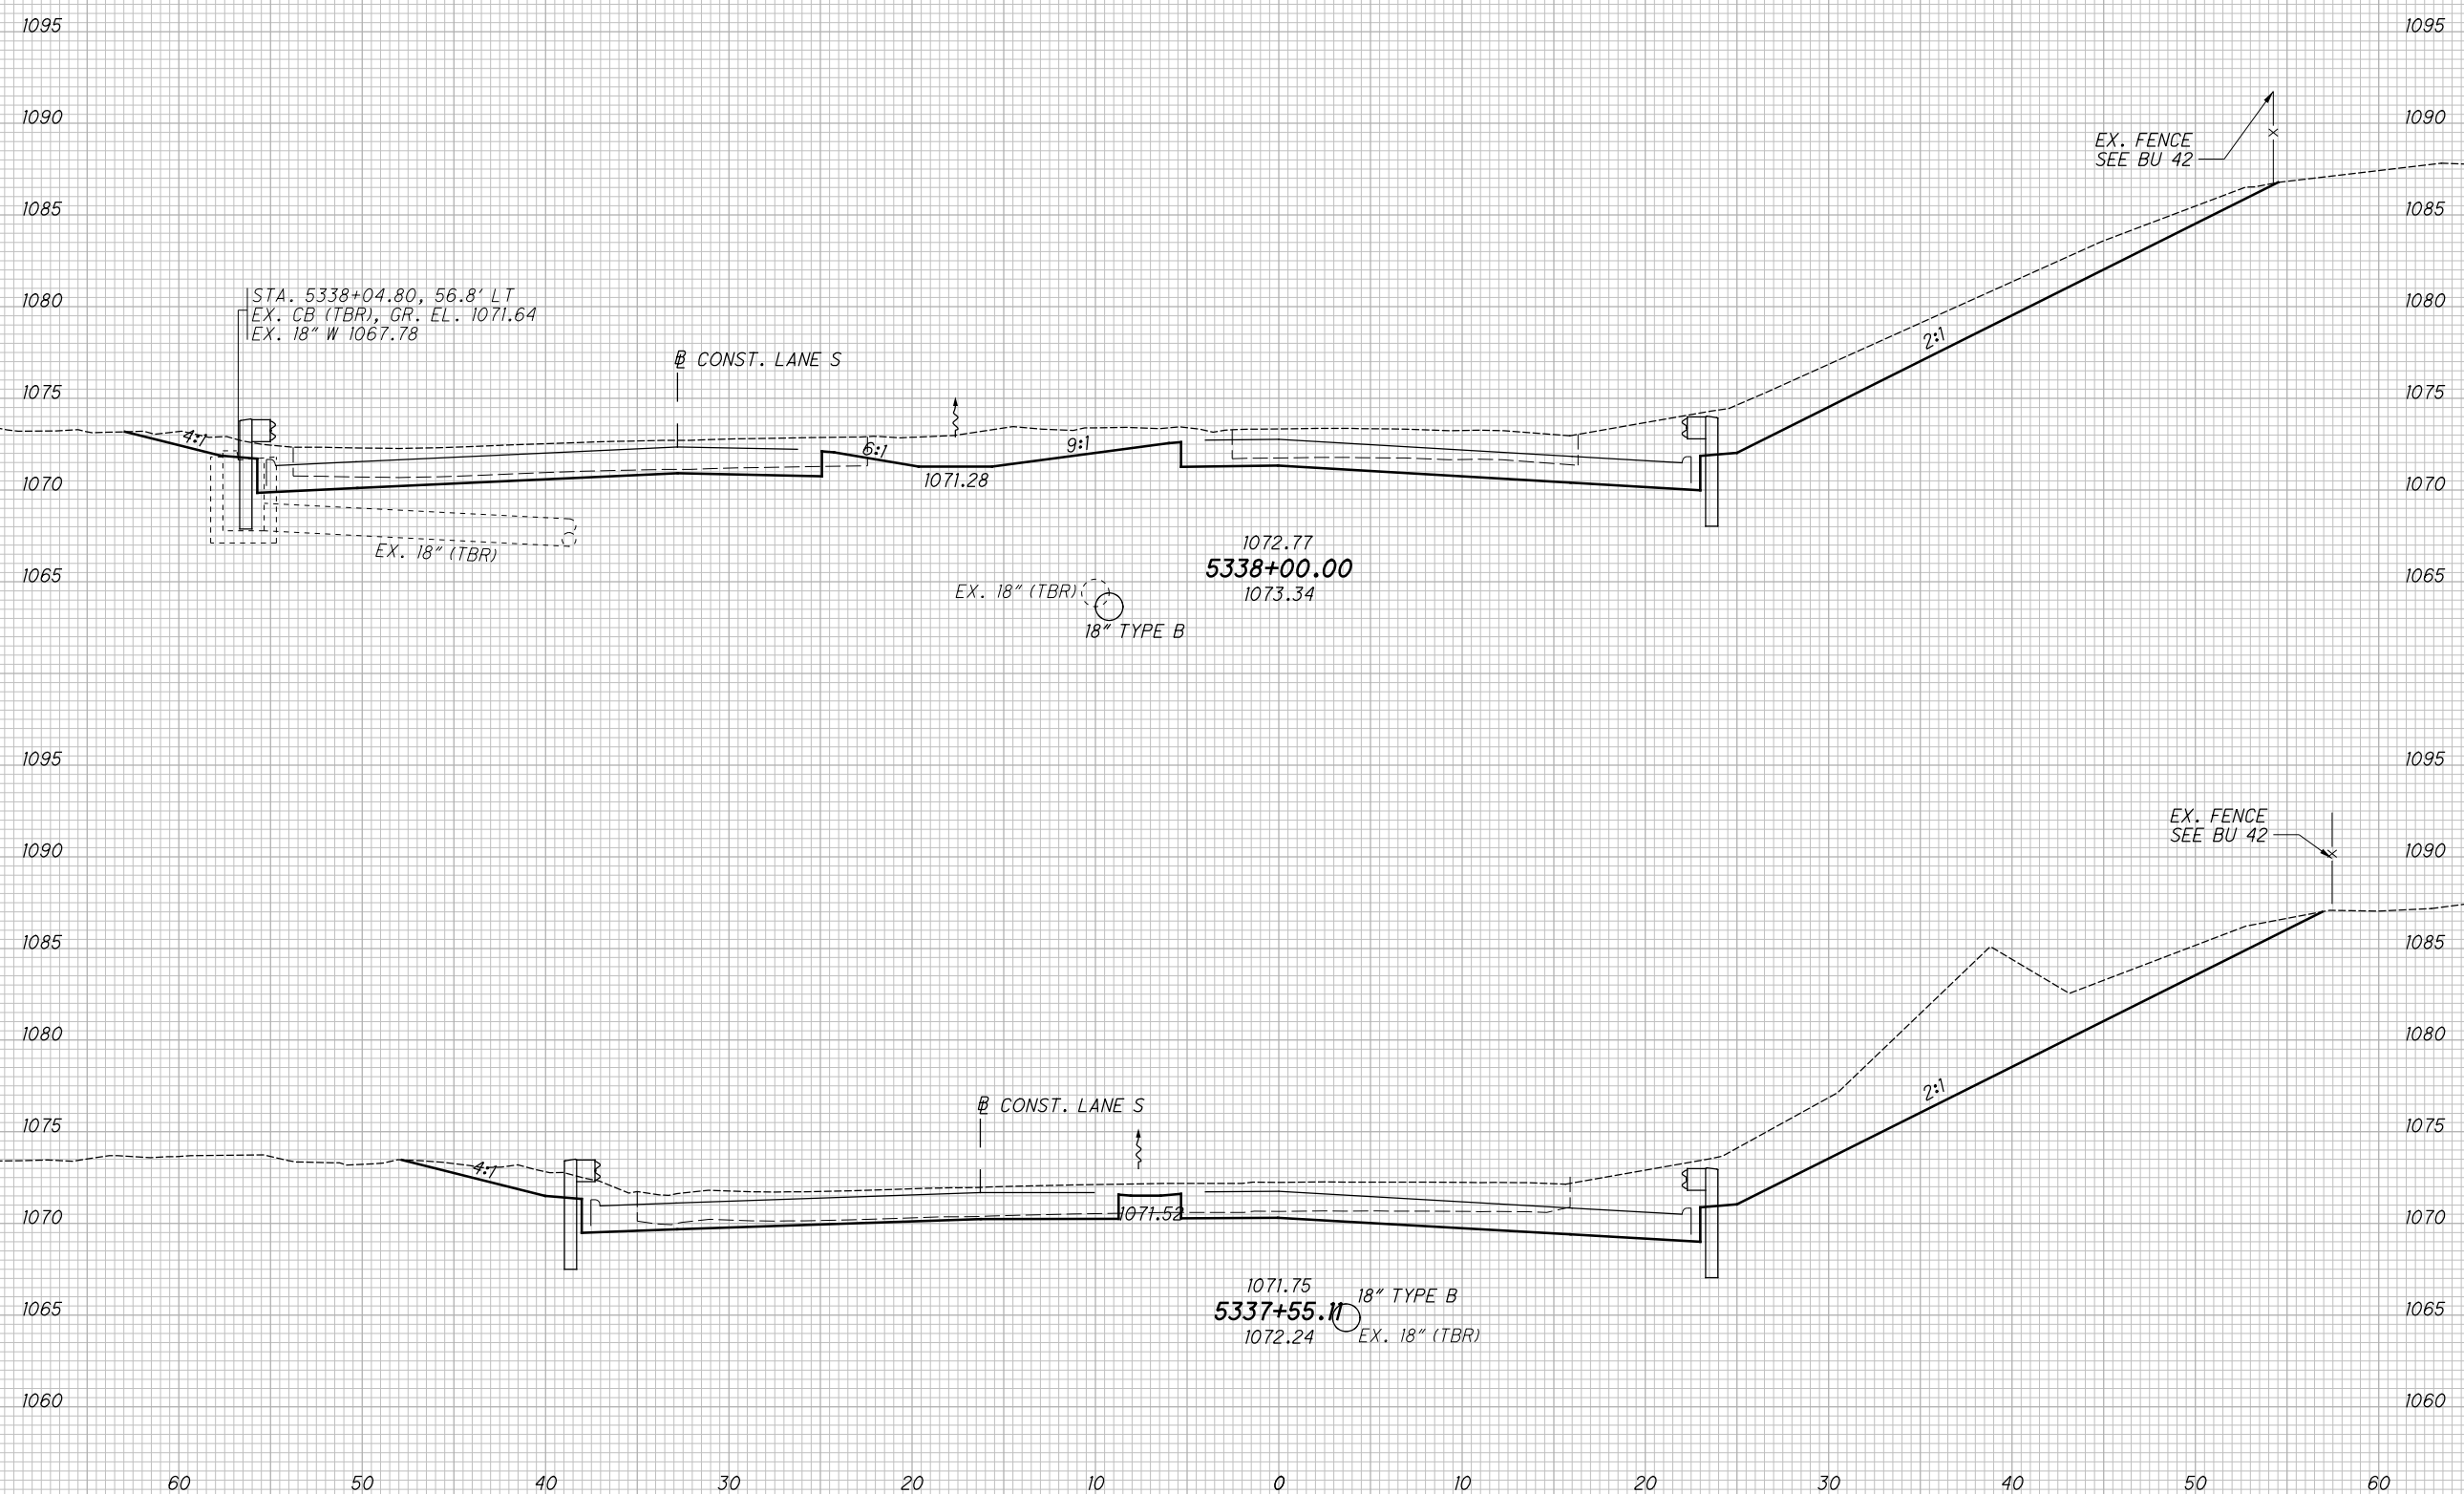 1095 1095
1090 1090
EX. FENCE
SEE BU 42
1085 1085
1080 1080
STA. 5338+04.80, 56.8' LT
EX. CB (TBR), GR. EL. 1071.64
EX. 18" W 1067.78
2:1
℄ CONST. LANE S
1075 1075
4:1
6:1
9:1
1071.28
1070 1070
EX. 18" (TBR)
1072.77
5338+00.00
1073.34
1065 1065
EX. 18" (TBR)
18" TYPE B
1095 1095
EX. FENCE
SEE BU 42
1090 1090
1085 1085
1080 1080
2:1
℄ CONST. LANE S
1075 1075
4:1
1071.52
1070 1070
1071.75
5337+55.11
1072.24
18" TYPE B
EX. 18" (TBR)
1065 1065
1060 1060
60 50 40 30 20 10 0 10 20 30 40 50 60